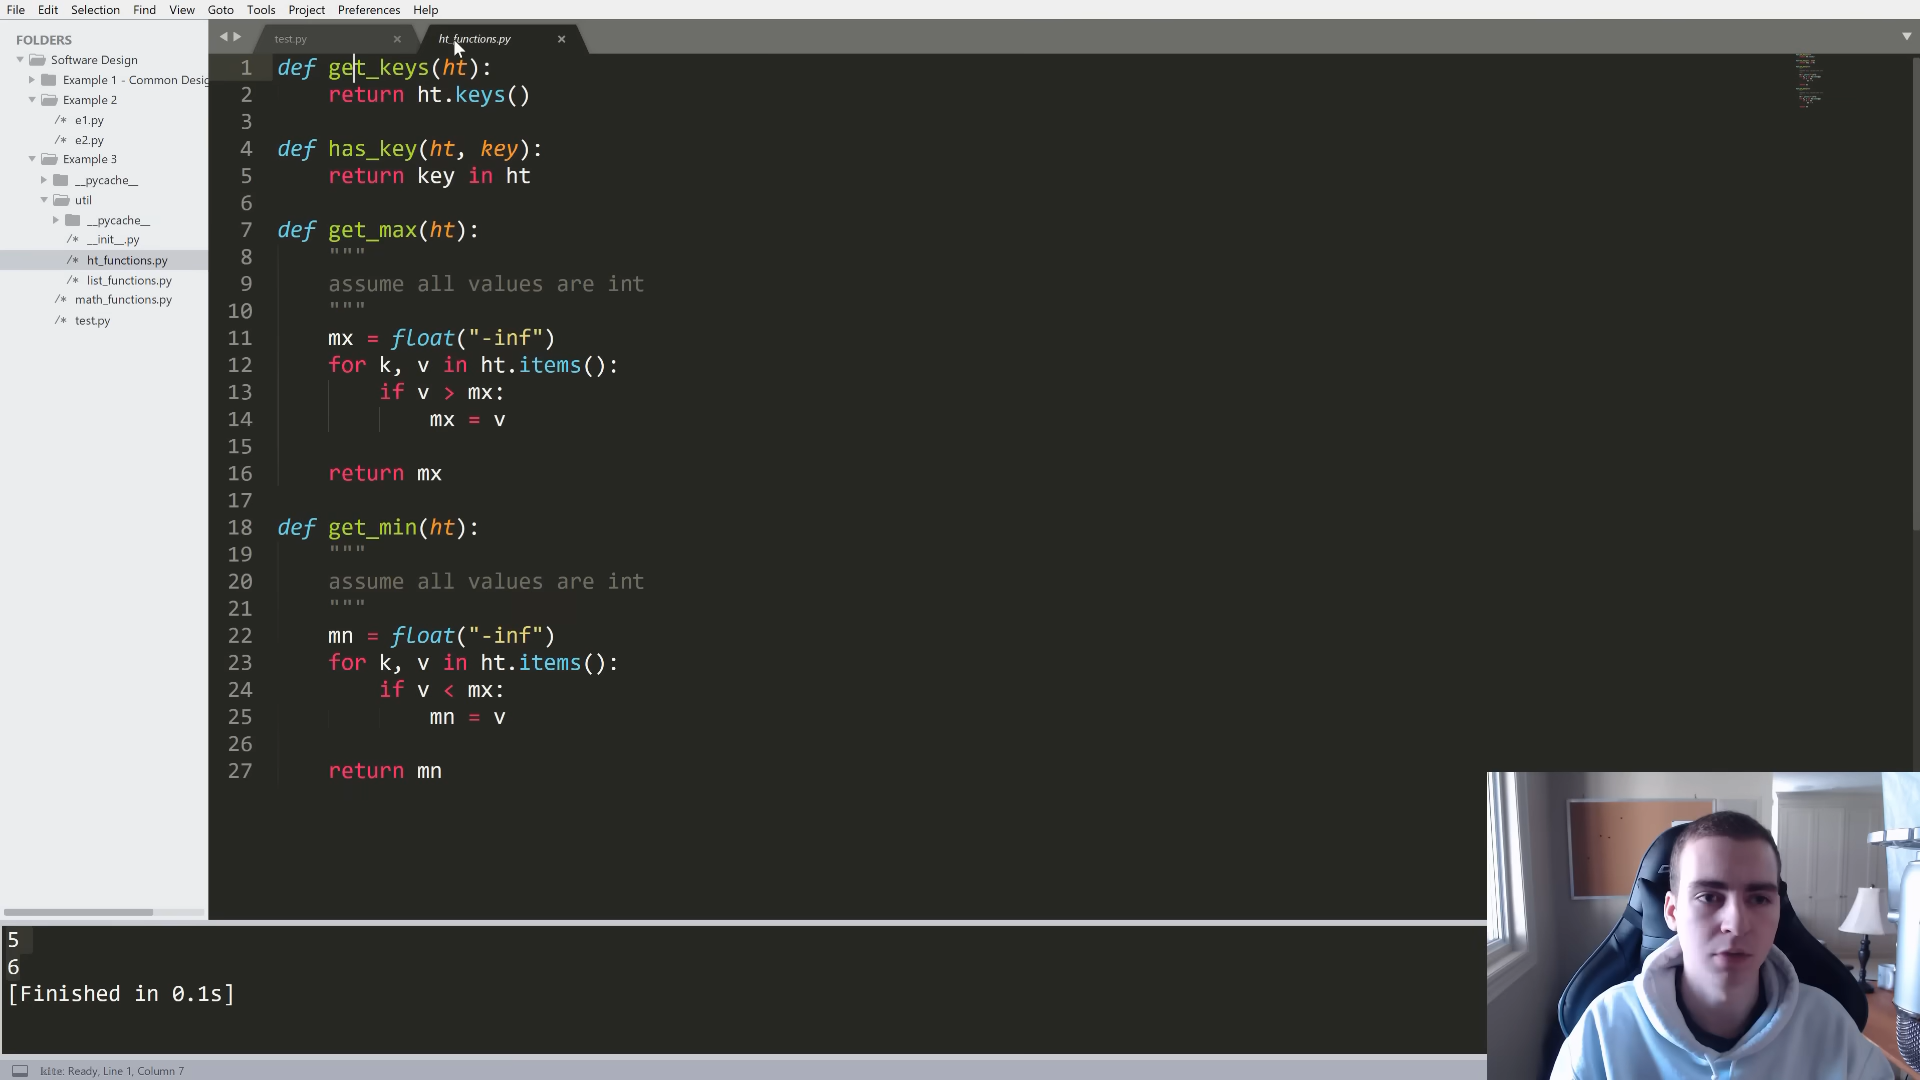 File Edit Selection Find View Goto Tools Project Preferences Help
FOLDERS
Software Design
Example 1 - Common Desig
Example 2
/* e1.py
/* e2.py
Example 3
__pycache__
util
__pycache__
/* __init__.py
/* ht_functions.py
/* list_functions.py
/* math_functions.py
/* test.py
test.py × ht_functions.py ×
1 def get_keys(ht):
2 return ht.keys()
3
4 def has_key(ht, key):
5 return key in ht
6
7 def get_max(ht):
8 """
9 assume all values are int
10 """
11 mx = float("-inf")
12 for k, v in ht.items():
13 if v > mx:
14 mx = v
15
16 return mx
17
18 def get_min(ht):
19 """
20 assume all values are int
21 """
22 mn = float("-inf")
23 for k, v in ht.items():
24 if v < mx:
25 mn = v
26
27 return mn
5
6
[Finished in 0.1s]
kite: Ready, Line 1, Column 7